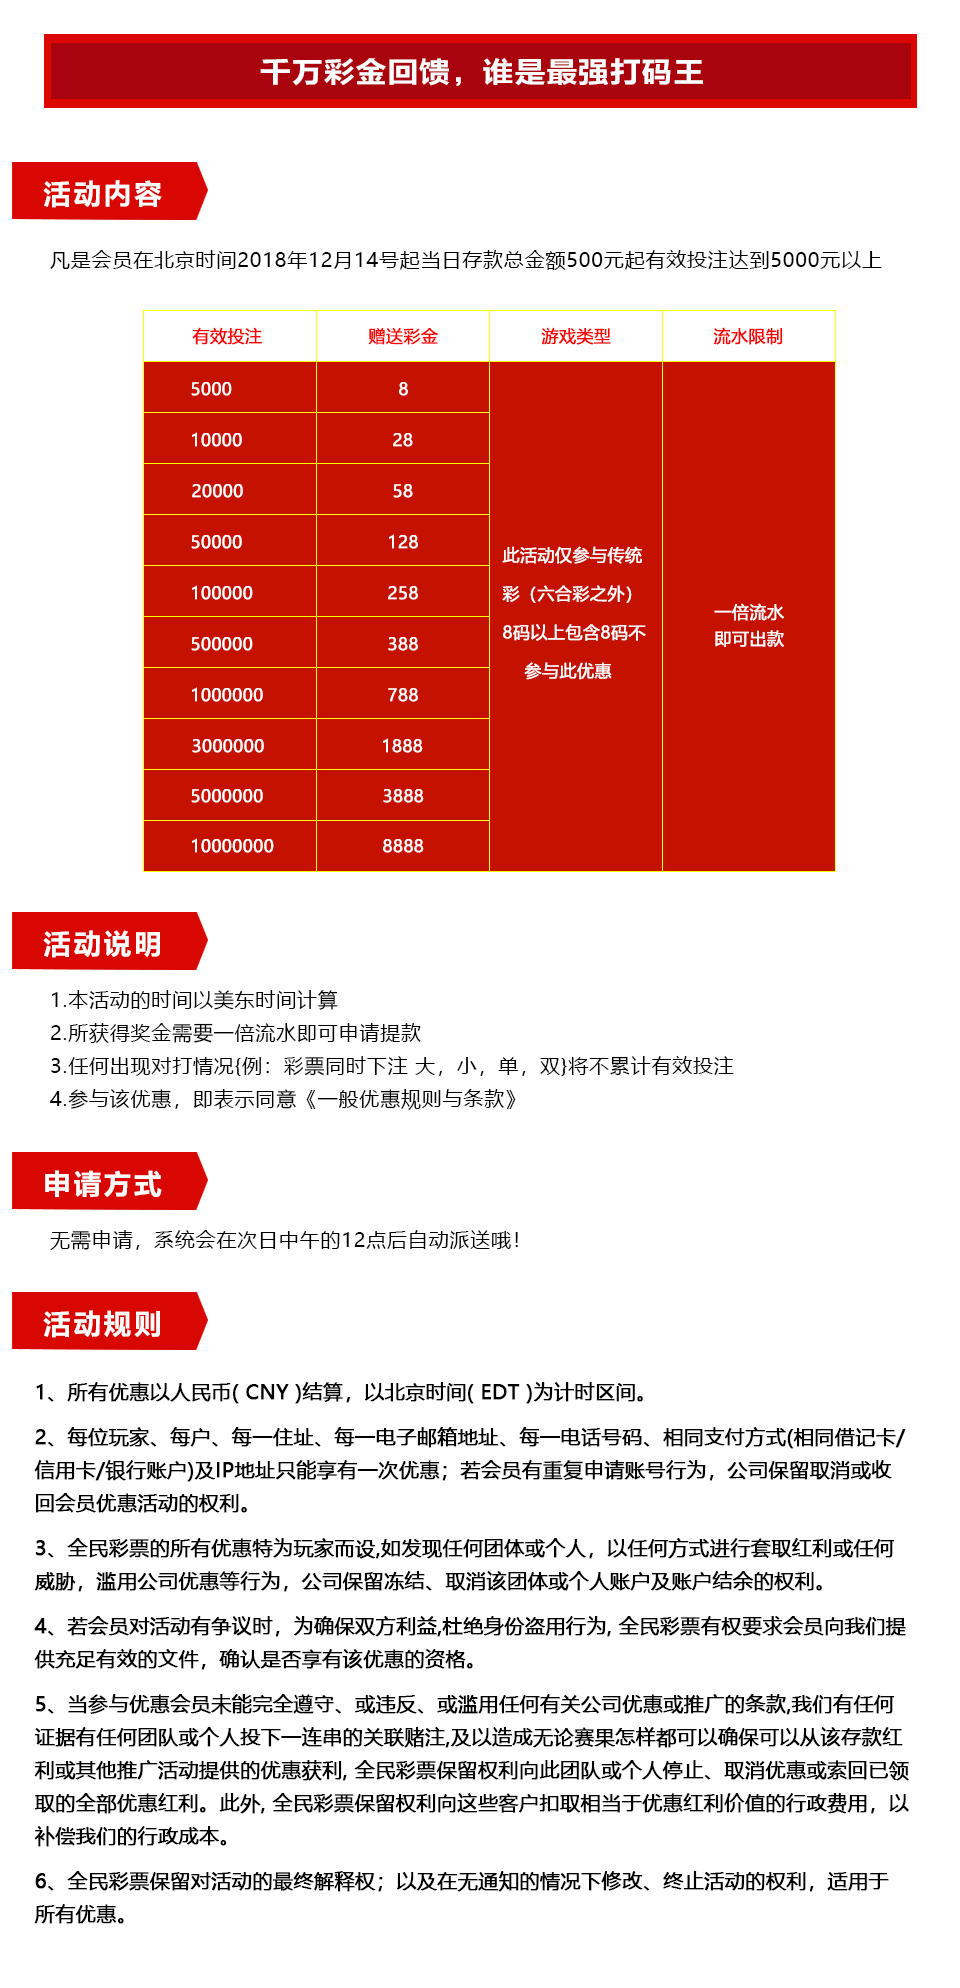 千万彩金回馈，谁是最强打码王
活动内容
凡是会员在北京时间2018年12月14号起当日存款总金额500元起有效投注达到5000元以上
有效投注 赠送彩金 游戏类型 流水限制
5000 8
10000 28
20000 58
50000 128
100000 258
500000 388
1000000 788
3000000 1888
5000000 3888
10000000 8888
此活动仅参与传统
彩（六合彩之外）
8码以上包含8码不
参与此优惠
一倍流水
即可出款
活动说明
1.本活动的时间以美东时间计算
2.所获得奖金需要一倍流水即可申请提款
3.任何出现对打情况{例：彩票同时下注 大，小，单，双}将不累计有效投注
4.参与该优惠，即表示同意《一般优惠规则与条款》
申请方式
无需申请，系统会在次日中午的12点后自动派送哦！
活动规则
1、所有优惠以人民币( CNY )结算，以北京时间( EDT )为计时区间。
2、每位玩家、每户、每一住址、每一电子邮箱地址、每一电话号码、相同支付方式(相同借记卡/
信用卡/银行账户)及IP地址只能享有一次优惠；若会员有重复申请账号行为，公司保留取消或收
回会员优惠活动的权利。
3、全民彩票的所有优惠特为玩家而设,如发现任何团体或个人，以任何方式进行套取红利或任何
威胁，滥用公司优惠等行为，公司保留冻结、取消该团体或个人账户及账户结余的权利。
4、若会员对活动有争议时，为确保双方利益,杜绝身份盗用行为, 全民彩票有权要求会员向我们提
供充足有效的文件，确认是否享有该优惠的资格。
5、当参与优惠会员未能完全遵守、或违反、或滥用任何有关公司优惠或推广的条款,我们有任何
证据有任何团队或个人投下一连串的关联赌注,及以造成无论赛果怎样都可以确保可以从该存款红
利或其他推广活动提供的优惠获利, 全民彩票保留权利向此团队或个人停止、取消优惠或索回已领
取的全部优惠红利。此外, 全民彩票保留权利向这些客户扣取相当于优惠红利价值的行政费用，以
补偿我们的行政成本。
6、全民彩票保留对活动的最终解释权；以及在无通知的情况下修改、终止活动的权利，适用于
所有优惠。